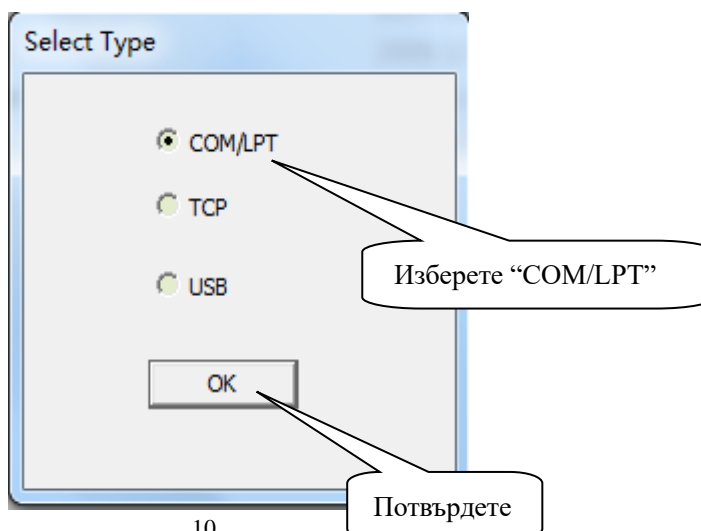 Select Type
COM/LPT
TCP
Изберете “COM/LPT”
USB
OK
Потвърдете
10